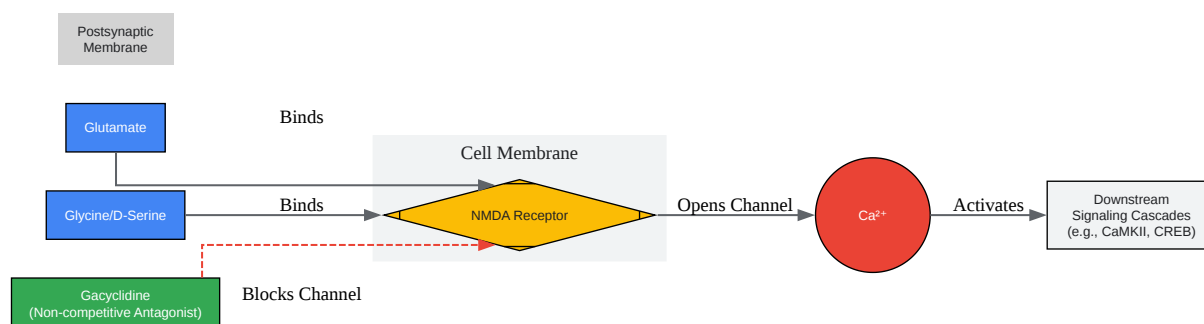 Postsynaptic
Membrane
Glutamate
Binds
Cell Membrane
Glycine/D-Serine
Binds
NMDA Receptor
Opens Channel
Ca²⁺
Activates
Downstream
Signaling Cascades
(e.g., CaMKII, CREB)
Gacyclidine
(Non-competitive Antagonist)
Blocks Channel